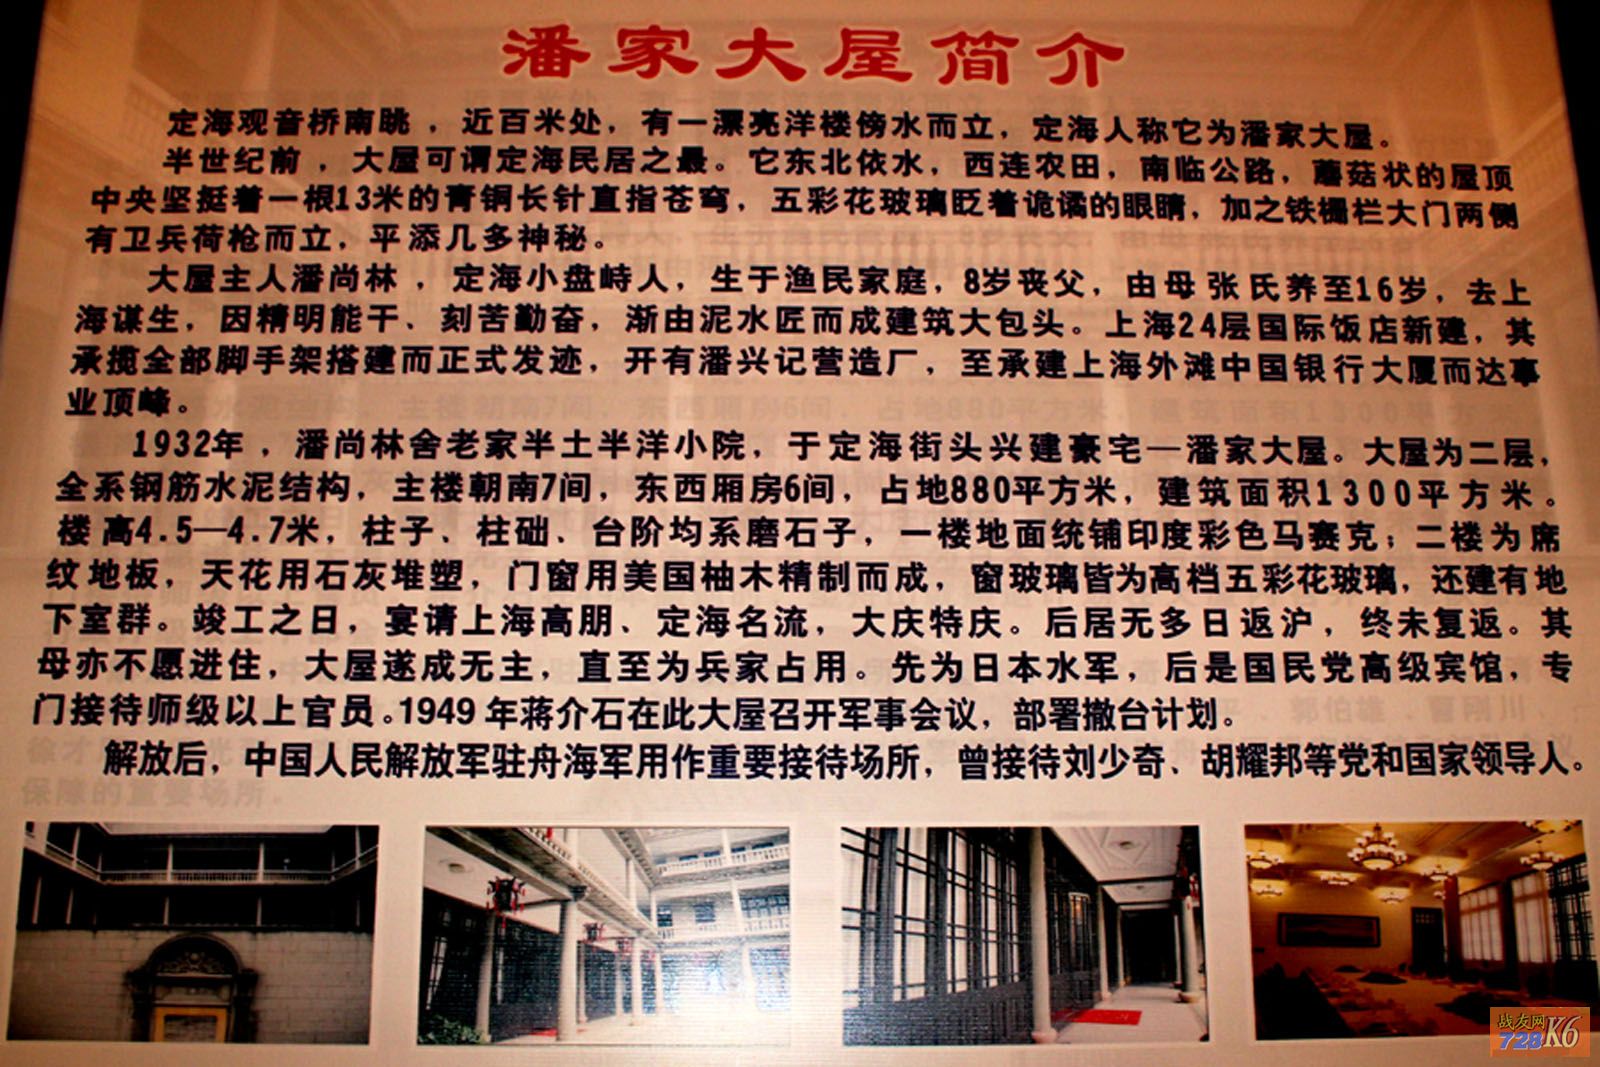 潘家大屋简介
定海观音桥南眺，近百米处，有一漂亮洋楼傍水而立，定海人称它为潘家大屋。
半世纪前，大屋可谓定海民居之最。它东北依水，西连农田，南临公路，蘑菇状的屋顶
中央坚挺着一根13米的青铜长针直指苍穹，五彩花玻璃眨着诡谲的眼睛，加之铁栅栏大门两侧
有卫兵荷枪而立，平添几多神秘。
大屋主人潘尚林，定海小盘峙人，生于渔民家庭，8岁丧父，由母张氏养至16岁，去上
海谋生，因精明能干、刻苦勤奋，渐由泥水匠而成建筑大包头。上海24层国际饭店新建，其
承揽全部脚手架搭建而正式发迹，开有潘兴记营造厂，至承建上海外滩中国银行大厦而达事
业顶峰。
1932年，潘尚林舍老家半土半洋小院，于定海街头兴建豪宅—潘家大屋。大屋为二层，
全系钢筋水泥结构，主楼朝南7间，东西厢房6间，占地880平方米，建筑面积1300平方米。
楼高4.5—4.7米，柱子、柱础、台阶均系磨石子，一楼地面统铺印度彩色马赛克；二楼为席
纹地板，天花用石灰堆塑，门窗用美国柚木精制而成，窗玻璃皆为高档五彩花玻璃，还建有地
下室群。竣工之日，宴请上海高朋、定海名流，大庆特庆。后居无多日返沪，终未复返。其
母亦不愿进住，大屋遂成无主，直至为兵家占用。先为日本水军，后是国民党高级宾馆，专
门接待师级以上官员。1949年蒋介石在此大屋召开军事会议，部署撤台计划。
解放后，中国人民解放军驻舟海军用作重要接待场所，曾接待刘少奇、胡耀邦等党和国家领导人。
战友网
728K6